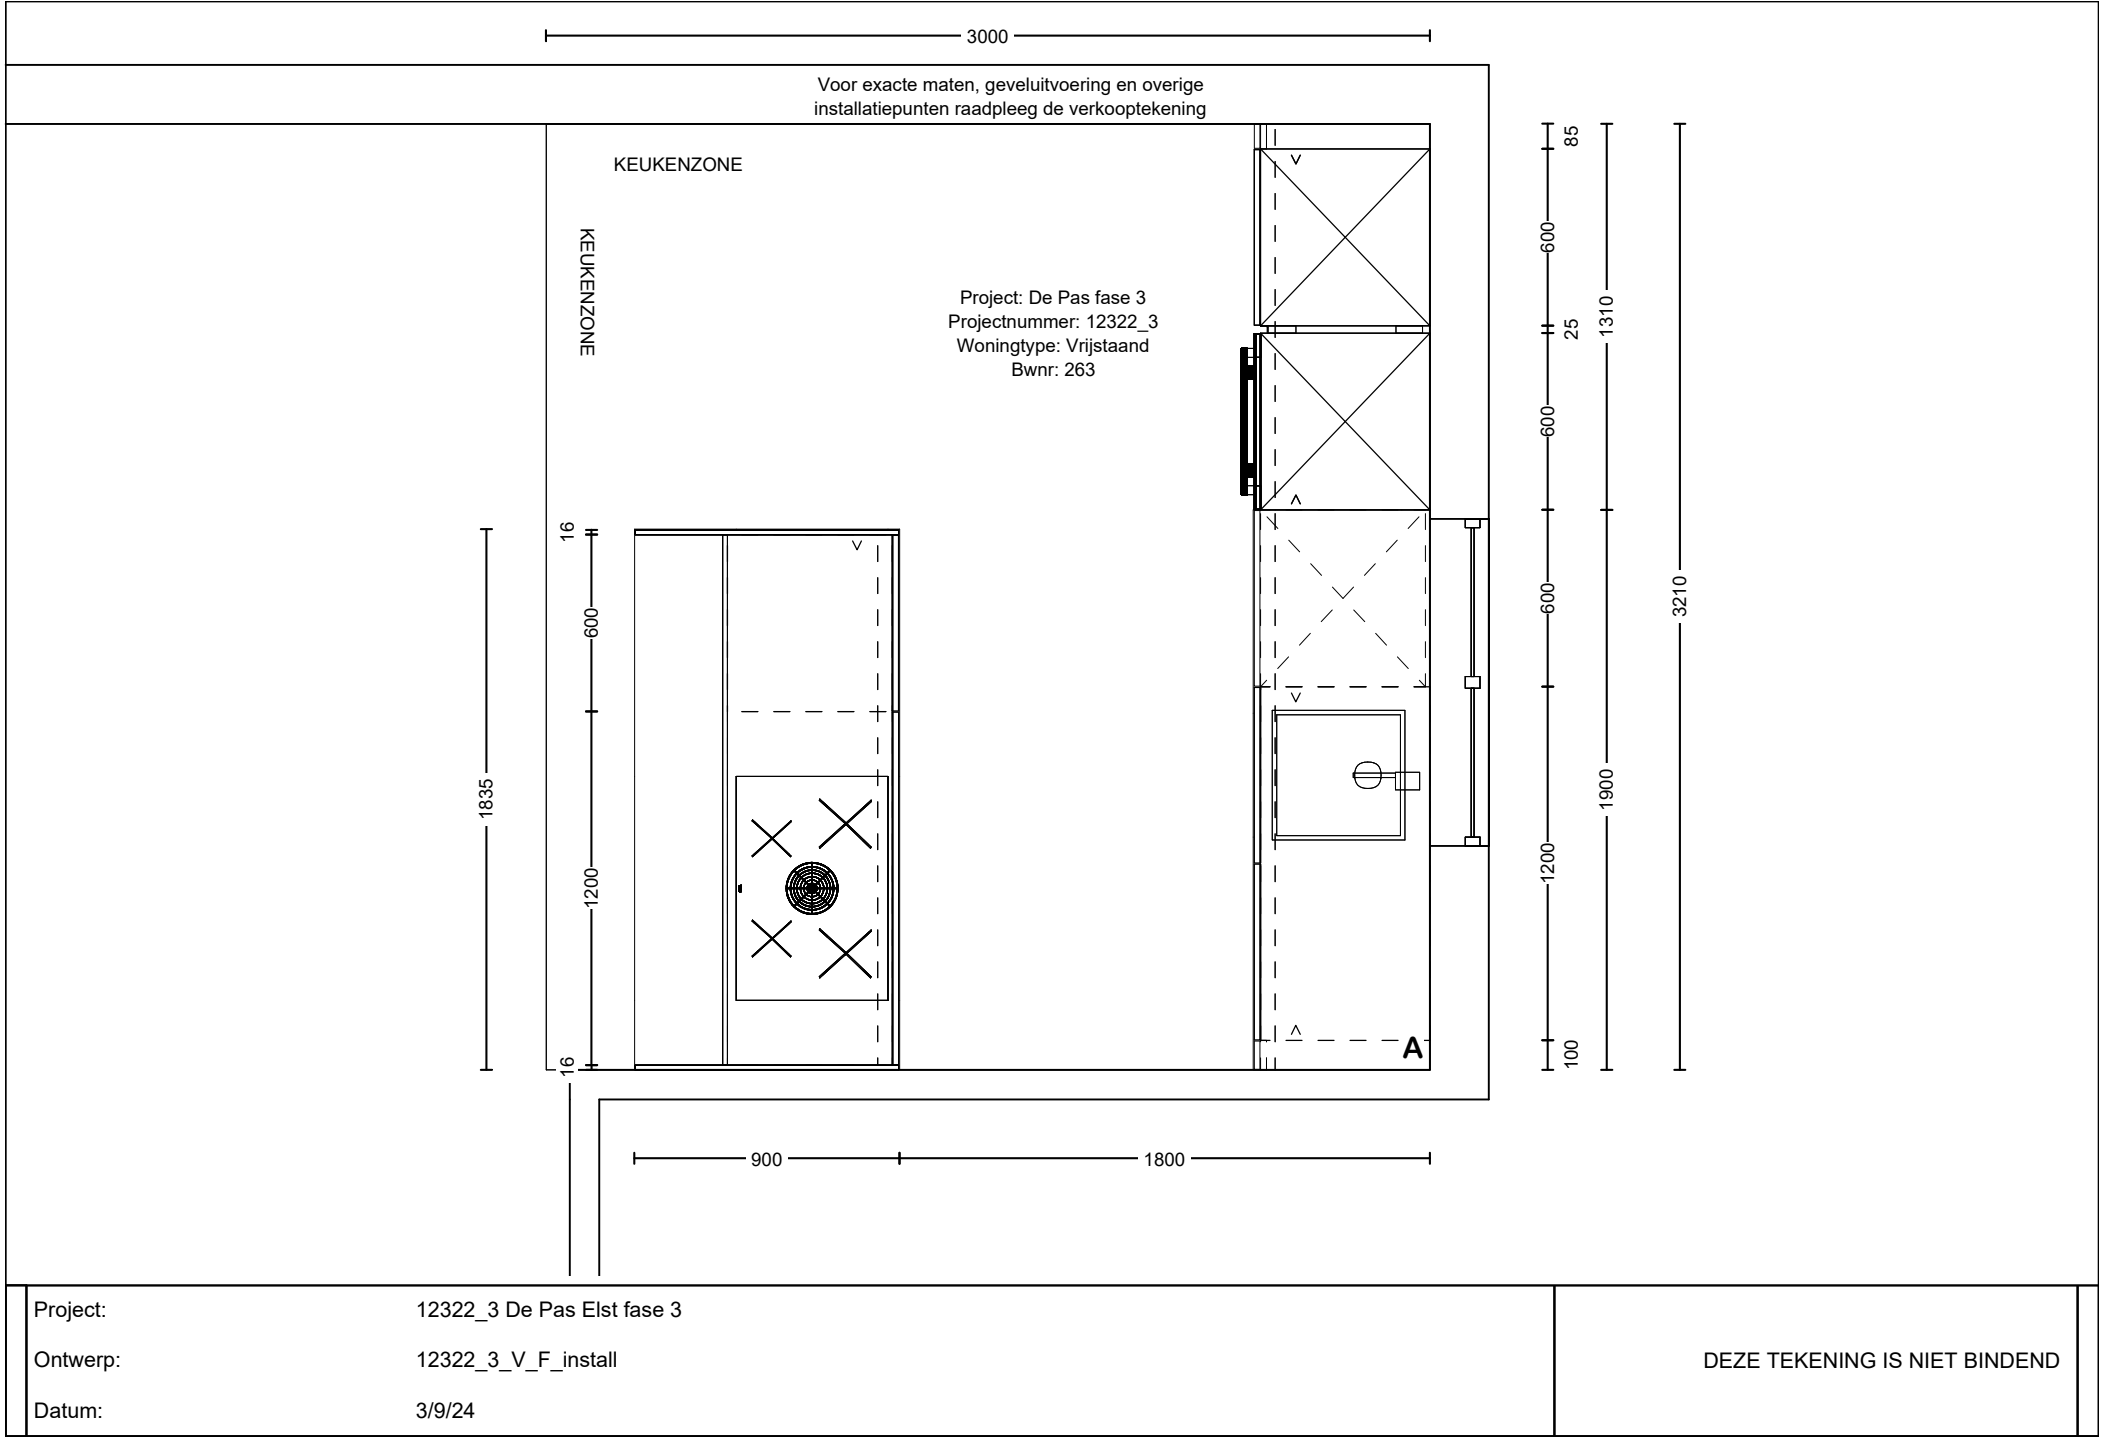 3000
Voor exacte maten, geveluitvoering en overige
installatiepunten raadpleeg de verkooptekening
KEUKENZONE
KEUKENZONE
Project: De Pas fase 3
Projectnummer: 12322_3
Woningtype: Vrijstaand
Bwnr: 263
85
600
25
1310
600
600
3210
1900
1200
100
16
600
1835
1200
16
A
900
1800
Project:
12322_3 De Pas Elst fase 3
Ontwerp:
12322_3_V_F_install
DEZE TEKENING IS NIET BINDEND
Datum:
3/9/24